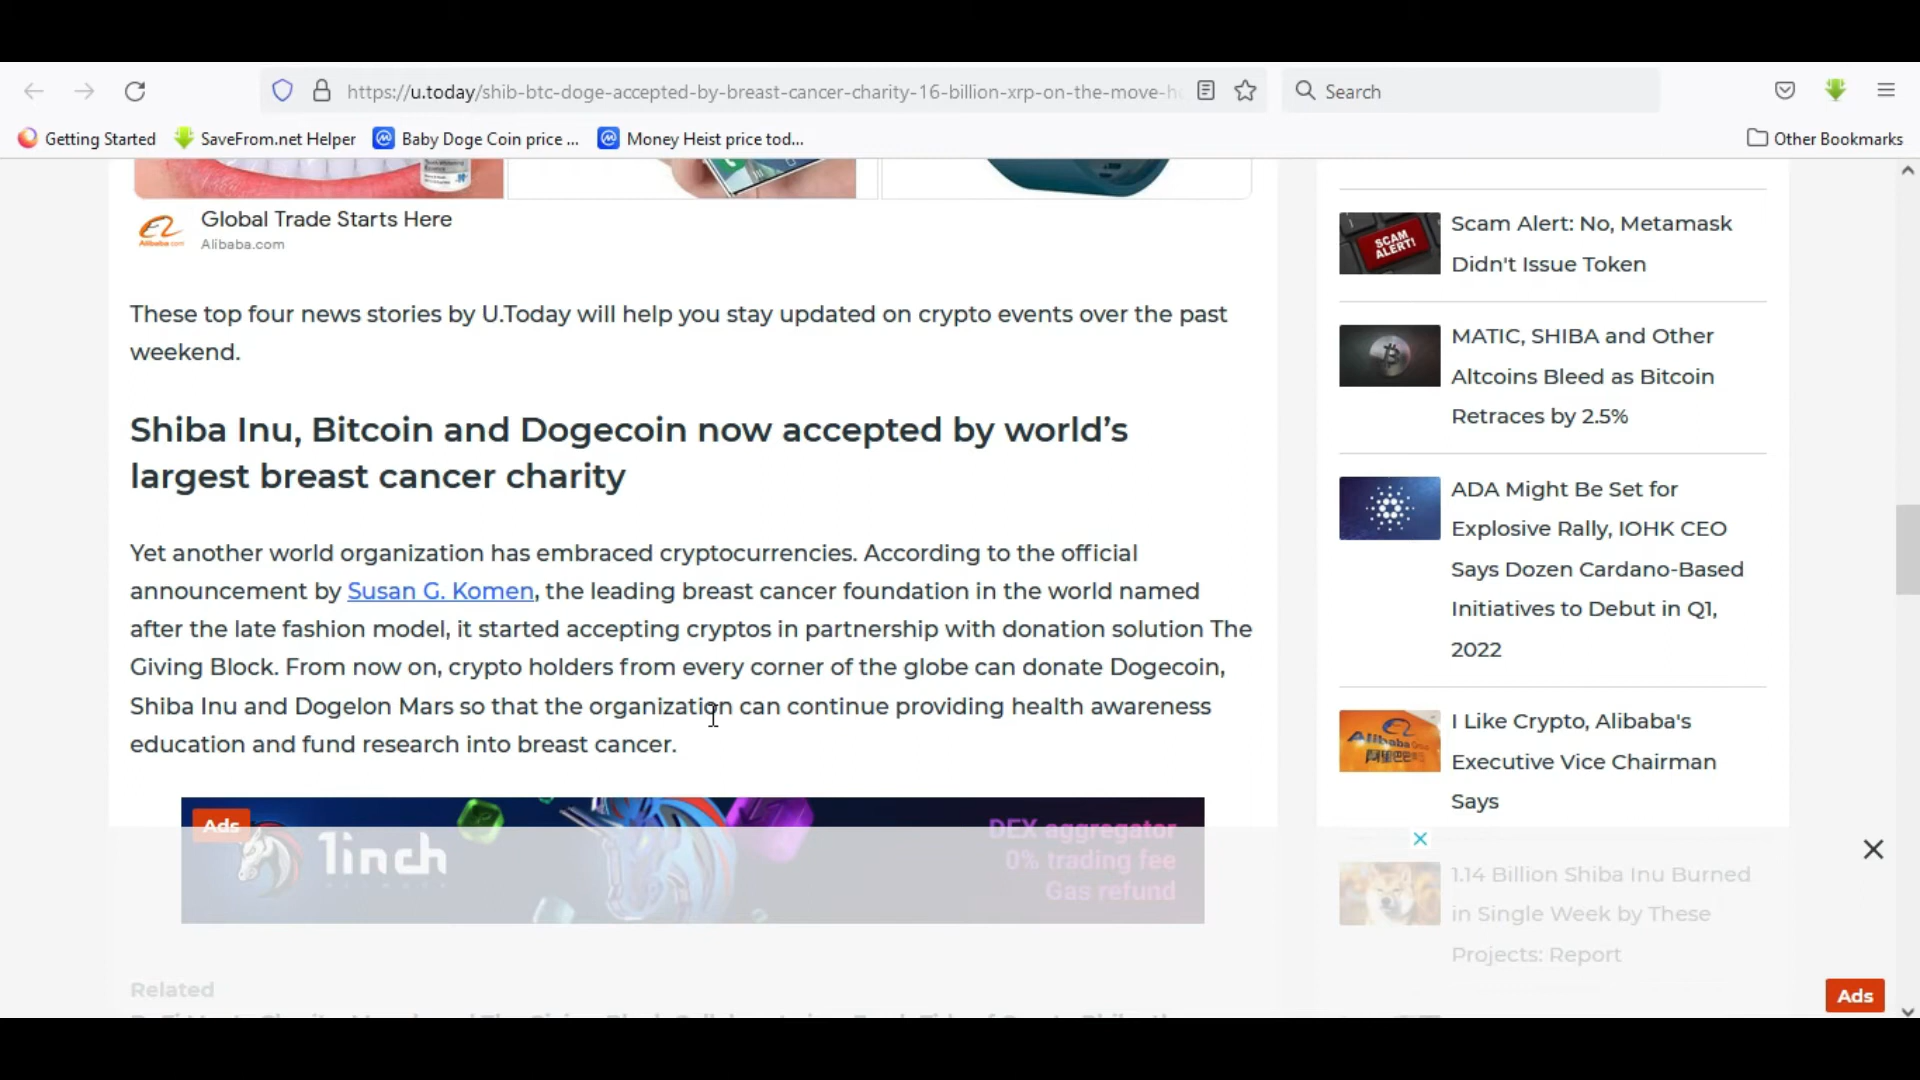 https://u.today/shib-btc-doge-accepted-by-breast-cancer-charity-16-billion-xrp-on-the-move-h
Search
Getting Started
SaveFrom.net Helper
Baby Doge Coin price ...
Money Heist price tod...
Other Bookmarks
Alibaba.com
Global Trade Starts Here
Alibaba.com
These top four news stories by U.Today will help you stay updated on crypto events over the past
weekend.
Shiba Inu, Bitcoin and Dogecoin now accepted by world’s
largest breast cancer charity
Yet another world organization has embraced cryptocurrencies. According to the official
announcement by Susan G. Komen, the leading breast cancer foundation in the world named
after the late fashion model, it started accepting cryptos in partnership with donation solution The
Giving Block. From now on, crypto holders from every corner of the globe can donate Dogecoin,
Shiba Inu and Dogelon Mars so that the organization can continue providing health awareness
education and fund research into breast cancer.
Ads
1inch
NETWORK
DEX aggregator
0% trading fee
Gas refund
Related
SCAM
ALERT!
Scam Alert: No, Metamask
Didn't Issue Token
MATIC, SHIBA and Other
Altcoins Bleed as Bitcoin
Retraces by 2.5%
ADA Might Be Set for
Explosive Rally, IOHK CEO
Says Dozen Cardano-Based
Initiatives to Debut in Q1,
2022
Alibaba Group
阿里巴巴
I Like Crypto, Alibaba's
Executive Vice Chairman
Says
1.14 Billion Shiba Inu Burned
in Single Week by These
Projects: Report
Ads